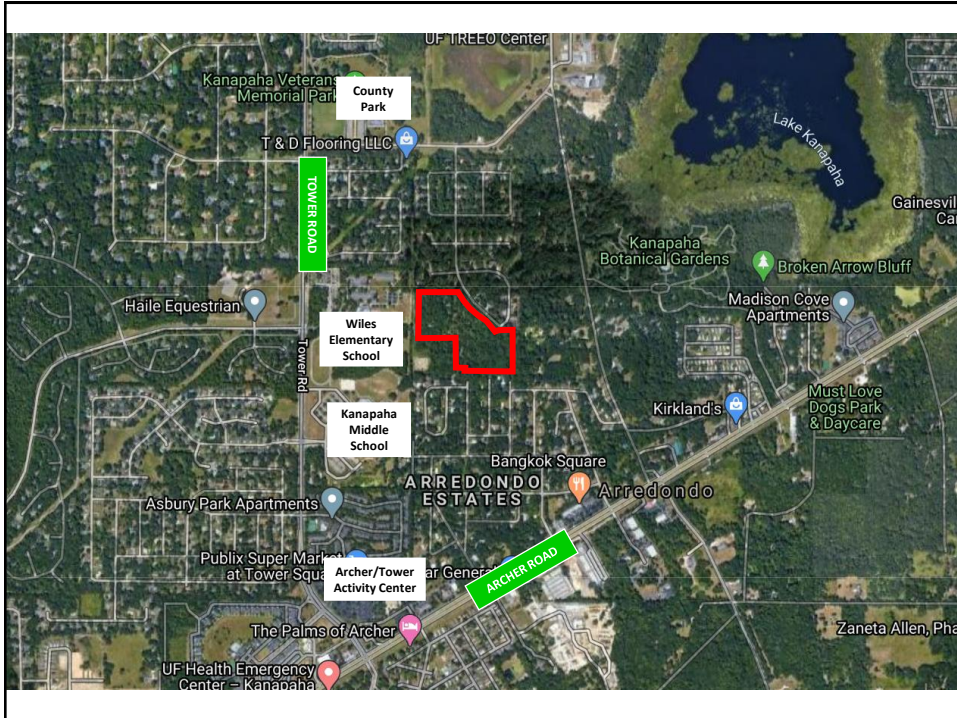 UF TREEO Center
Kanapaha Veterans
Memorial Park
County
Park
T & D Flooring LLC
TOWER ROAD
Lake Kanapaha
Gainesvil
Ca
Kanapaha
Botanical Gardens
Broken Arrow Bluff
Haile Equestrian
Madison Cove
Apartments
Wiles
Elementary
School
Tower Rd
Must Love
Dogs Park
& Daycare
Kirkland's
Kanapaha
Middle
School
Bangkok Square
ARREDONDO
ESTATES
Arredondo
Asbury Park Apartments
Publix Super Market
at Tower Squa
Archer/Tower
Activity Center
ar General
ARCHER ROAD
The Palms of Archer
Zaneta Allen, Pha
UF Health Emergency
Center – Kanapaha